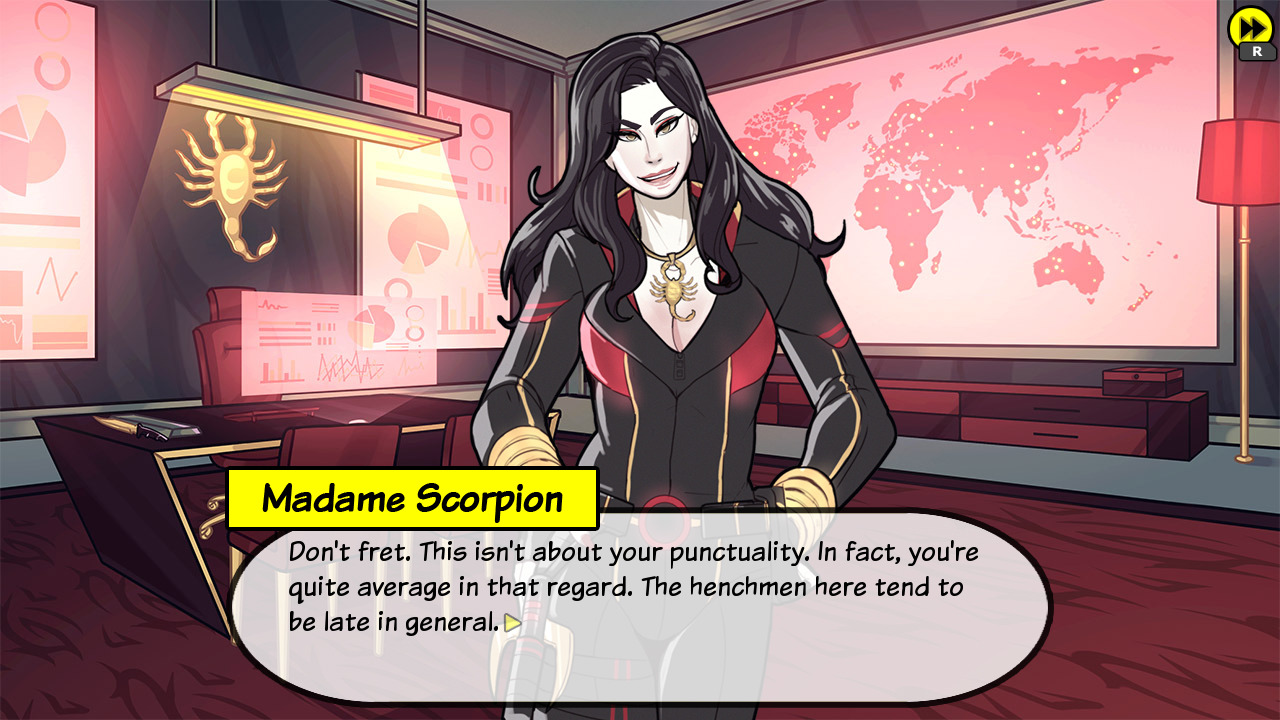 R
Madame Scorpion
Don't fret. This isn't about your punctuality. In fact, you're
quite average in that regard. The henchmen here tend to
be late in general.